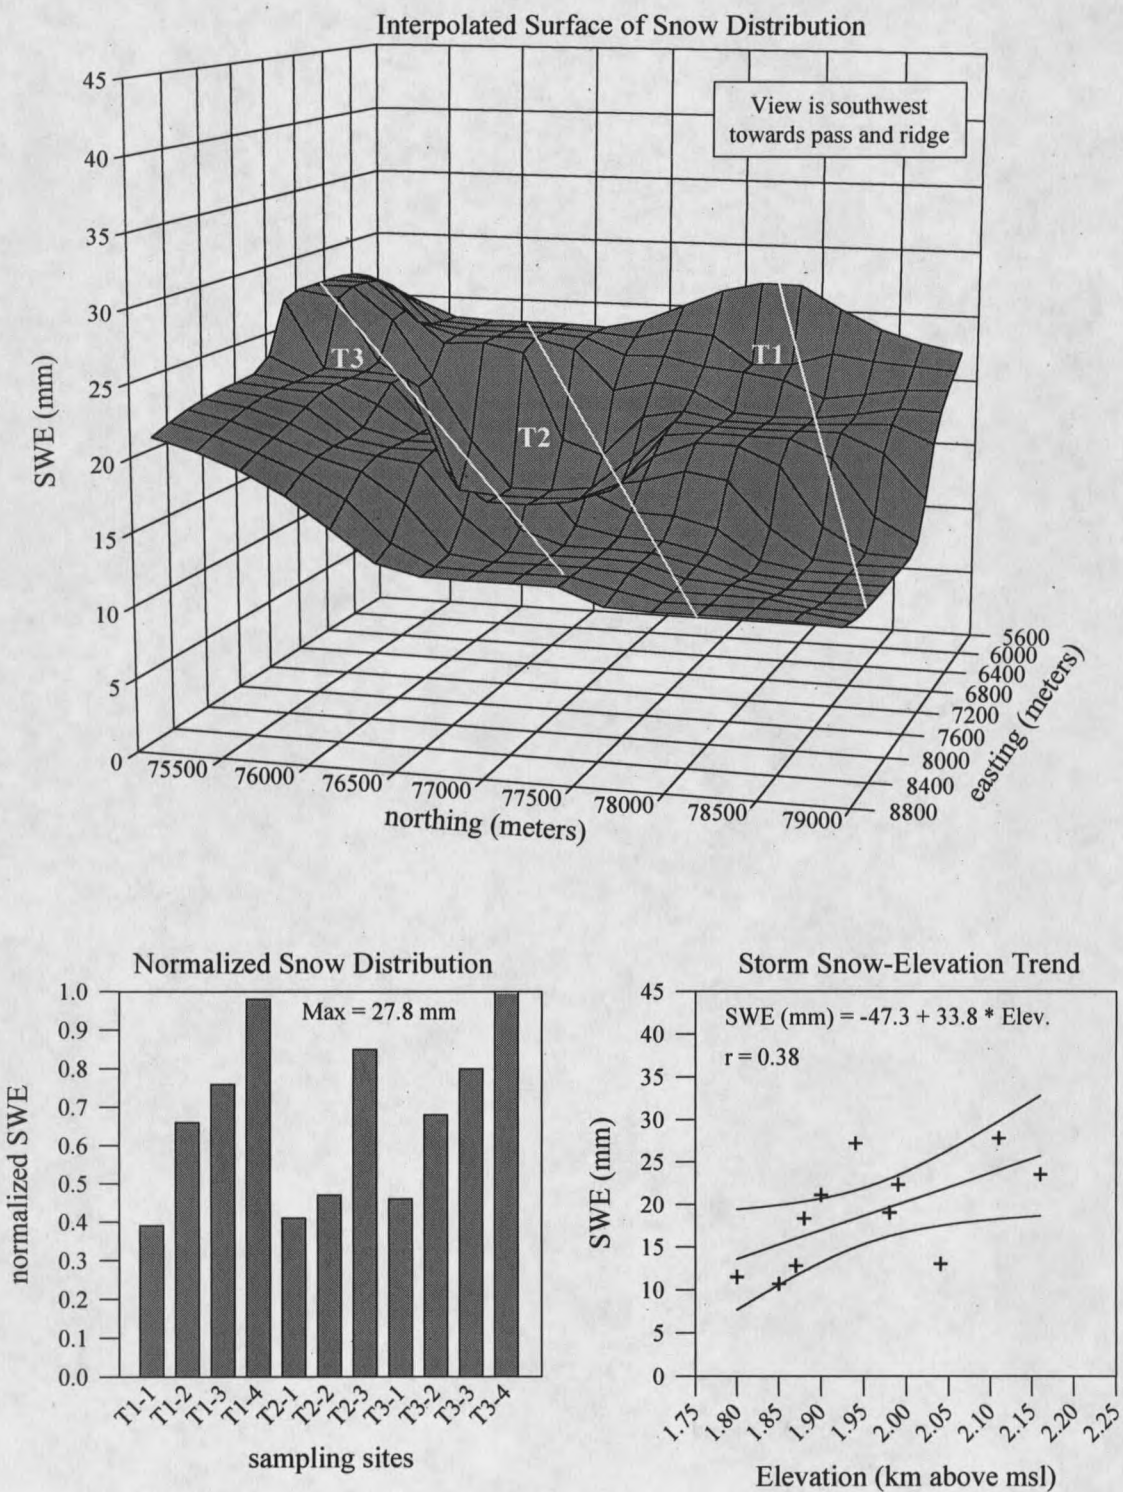 Interpolated Surface of Snow Distribution
View is southwest
towards pass and ridge
45
40
35
30
25
20
15
10
5
0
SWE (mm)
T3
T2
T1
75500
76000
76500
77000
77500
78000
78500
79000
northing (meters)
5600
6000
6400
6800
7200
7600
8000
8400
8800
easting (meters)
Normalized Snow Distribution
Max = 27.8 mm
1.0
0.9
0.8
0.7
0.6
0.5
0.4
0.3
0.2
0.1
0.0
normalized SWE
T1-1
T1-2
T1-3
T1-4
T2-1
T2-2
T2-3
T3-1
T3-2
T3-3
T3-4
sampling sites
Storm Snow-Elevation Trend
SWE (mm) = -47.3 + 33.8 * Elev.
r = 0.38
45
40
35
30
25
20
15
10
5
0
SWE (mm)
1.75
1.80
1.85
1.90
1.95
2.00
2.05
2.10
2.15
2.20
2.25
Elevation (km above msl)